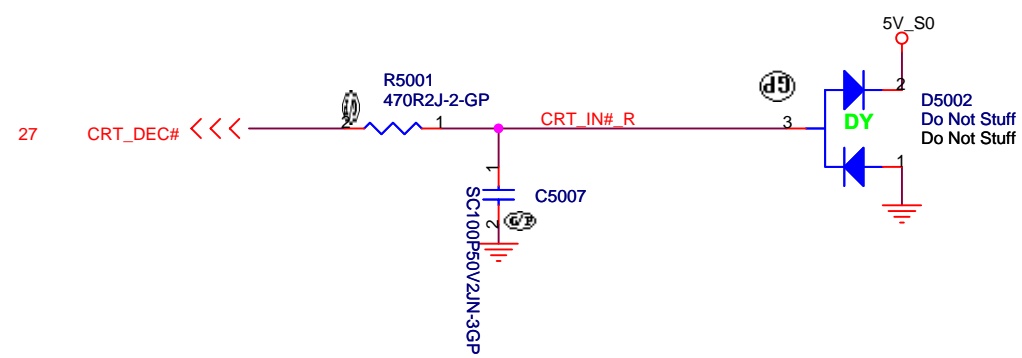 5V_S0
R5001
470R2J-2-GP
GP
2
D5002
27
CRT_DEC#
2
1
CRT_IN#_R
3
DY
Do Not Stuff
Do Not Stuff
1
1
C5007
SC100P50V2JN-3GP
2
G/P